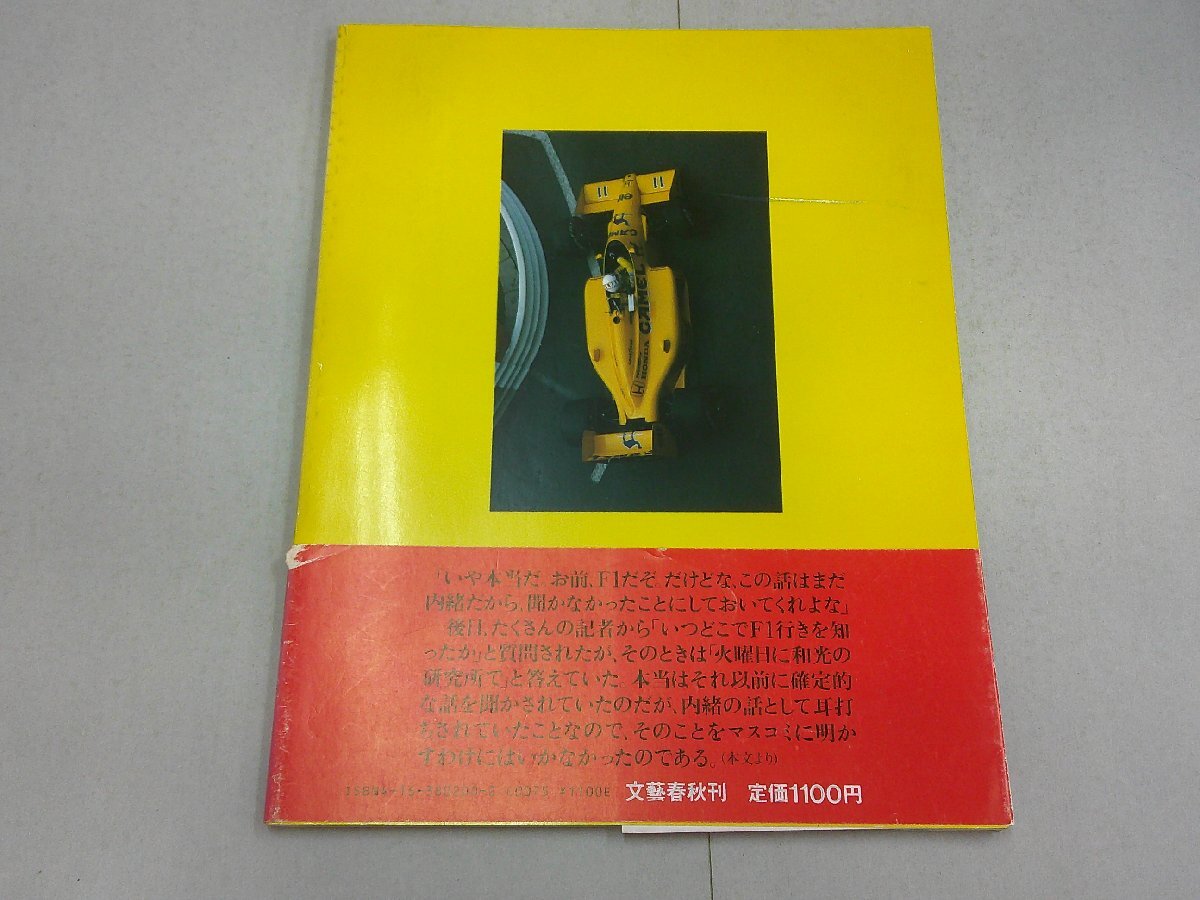 11
11
elf
CAMEL
HONDA
「いや本当だ。お前、F1だぞ。だけどな、この話はまだ
内緒だから、聞かなかったことにしておいてくれよな」
後日、たくさんの記者から「いつどこでF1行きを知
ったか」と質問されたが、そのときは「火曜日に和光の
研究所で」と答えていた。本当はそれ以前に確定的
な話を聞かされていたのだが、内緒の話として耳打
ちされていたことなので、そのことをマスコミに明か
すわけにはいかなかったのである。(本文より)
C0075 ¥1100E 文藝春秋刊 定価1100円